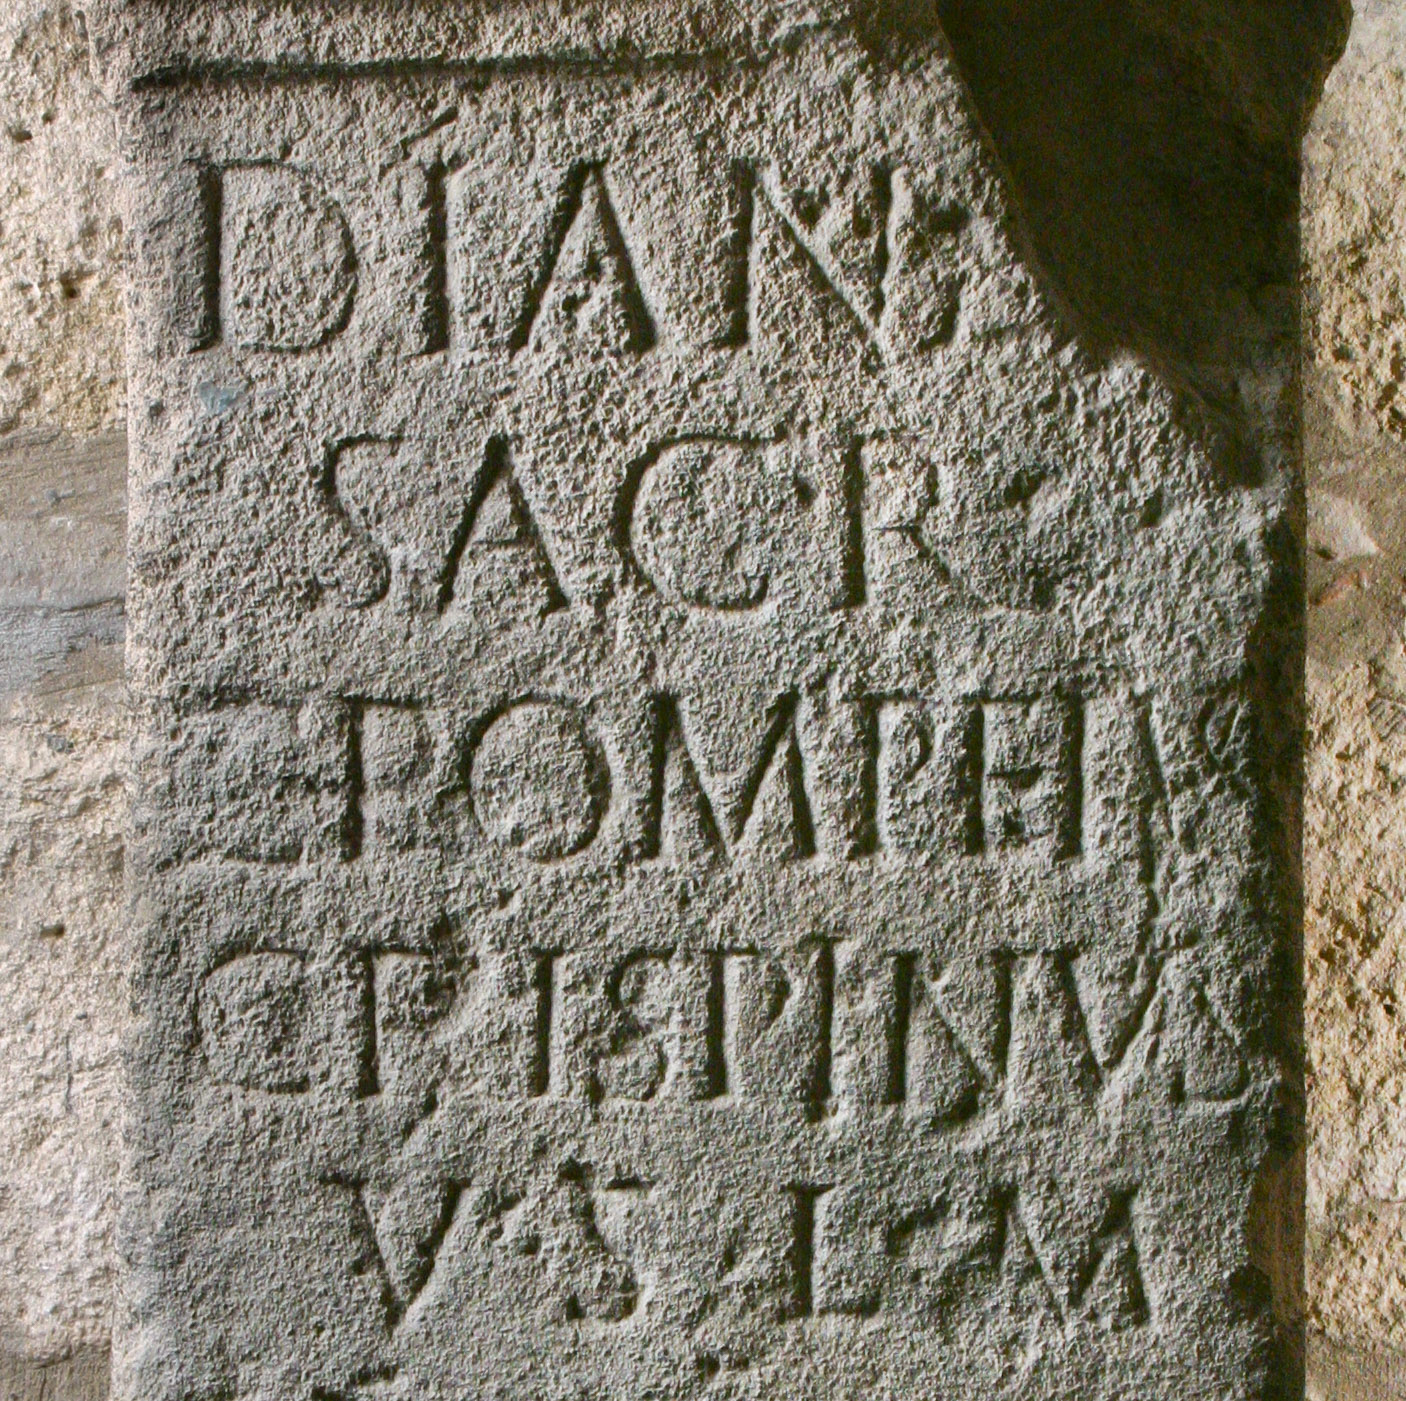 DIAN
SACR
C POMPEIVS
CRISPINVS
V · S · L · M